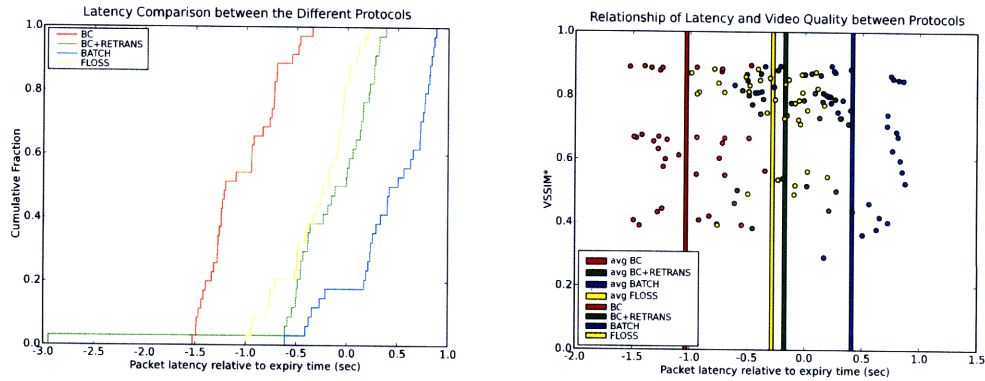 Latency Comparison between the Different Protocols
BC
BC+RETRANS
BATCH
FLOSS
Cumulative Fraction
1.0
0.8
0.6
0.4
0.2
0.0
-3.0 -2.5 -2.0 -1.5 -1.0 -0.5 0.0 0.5 1.0
Packet latency relative to expiry time (sec)
Relationship of Latency and Video Quality between Protocols
VSSIM*
1.0
0.8
0.6
0.4
0.2
0.0
avg BC
avg BC+RETRANS
avg BATCH
avg FLOSS
BC
BC+RETRANS
BATCH
FLOSS
-2.0 -1.5 -1.0 -0.5 0.0 0.5 1.0 1.5
Packet latency relative to expiry time (sec)